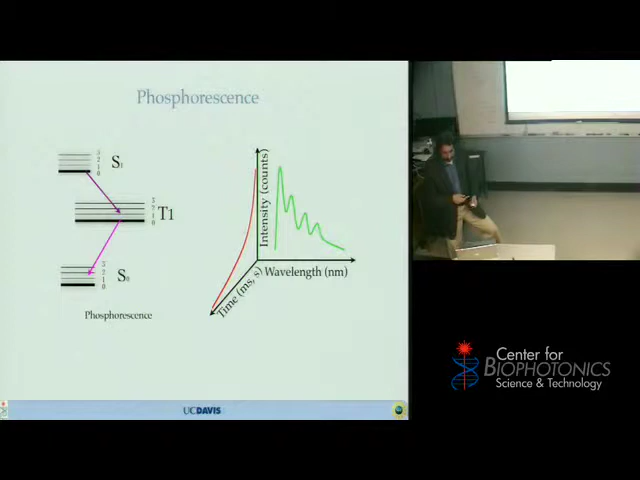 Phosphorescence
3
2
1
0
S1
3
2
1
0
T1
3
2
1
0
S0
Phosphorescence
Intensity (counts)
Wavelength (nm)
Time (ms, s)
UCDAVIS
Center for
BIOPHOTONICS
Science & Technology